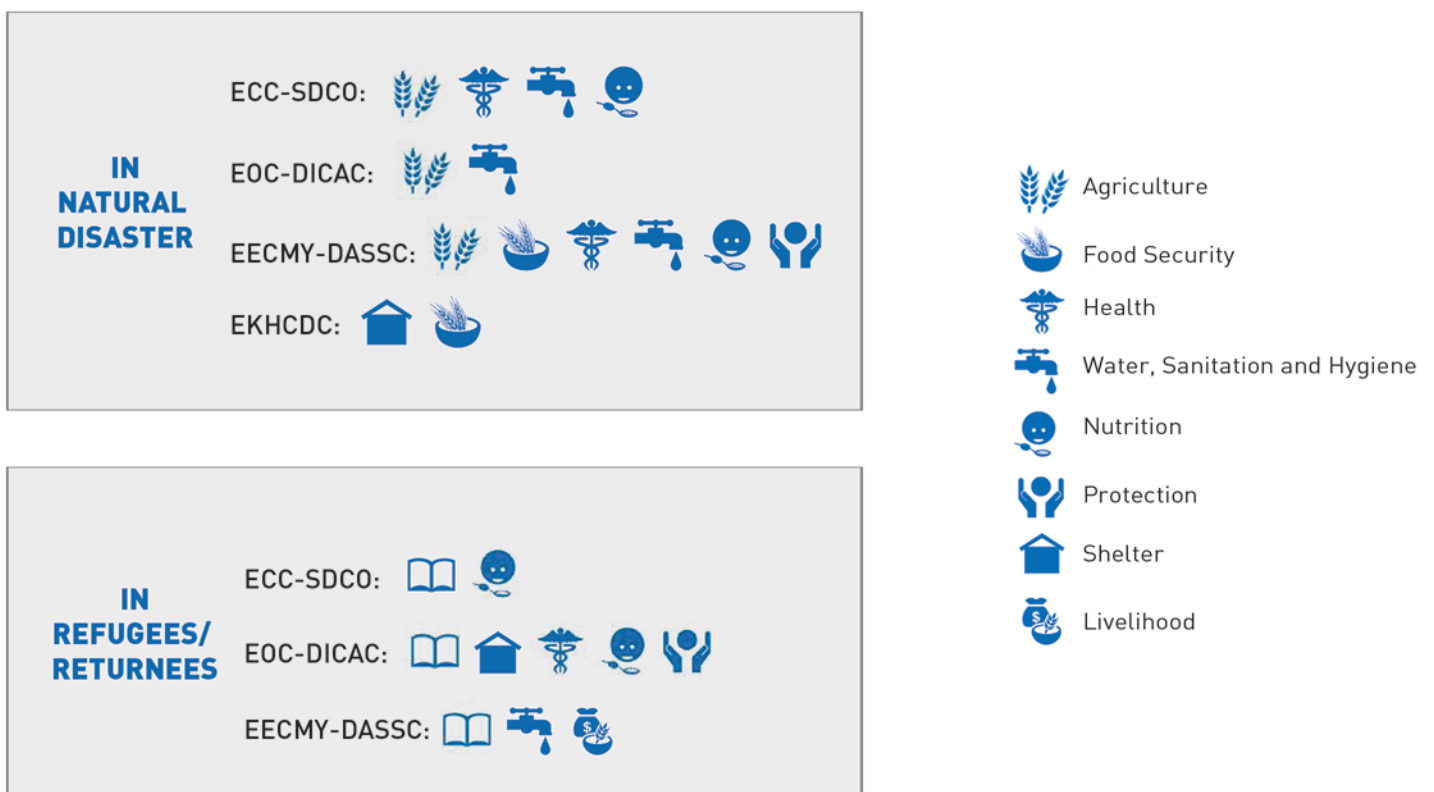 IN
NATURAL
DISASTER
ECC-SDCO:
EOC-DICAC:
EECMY-DASSC:
EKHCDC:
IN
REFUGEES/
RETURNEES
ECC-SDCO:
EOC-DICAC:
EECMY-DASSC:
Agriculture
Food Security
Health
Water, Sanitation and Hygiene
Nutrition
Protection
Shelter
Livelihood